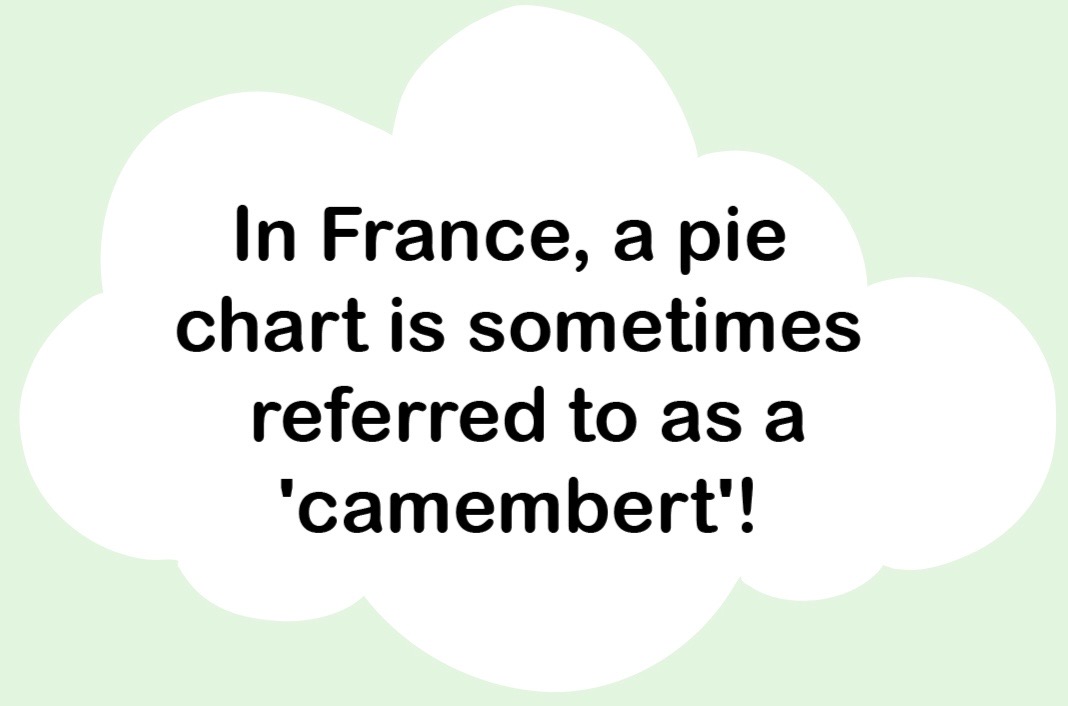 In France, a pie
chart is sometimes
referred to as a
'camembert'!